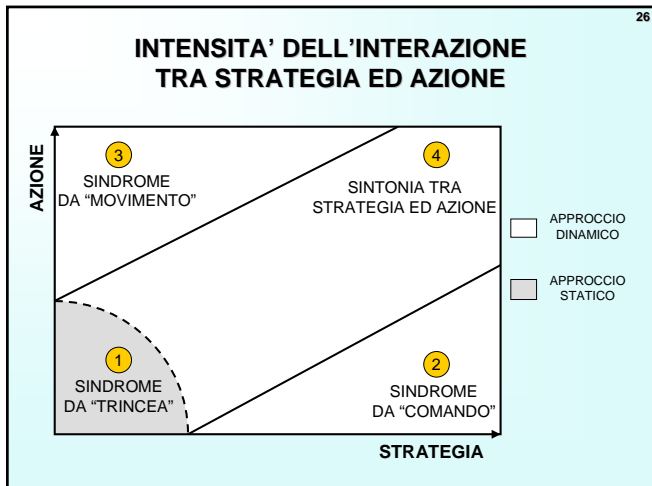 26
INTENSITA’ DELL’INTERAZIONE
TRA STRATEGIA ED AZIONE
AZIONE
3
SINDROME
DA “MOVIMENTO”
4
SINTONIA TRA
STRATEGIA ED AZIONE
APPROCCIO
DINAMICO
APPROCCIO
STATICO
1
SINDROME
DA “TRINCEA”
2
SINDROME
DA “COMANDO”
STRATEGIA